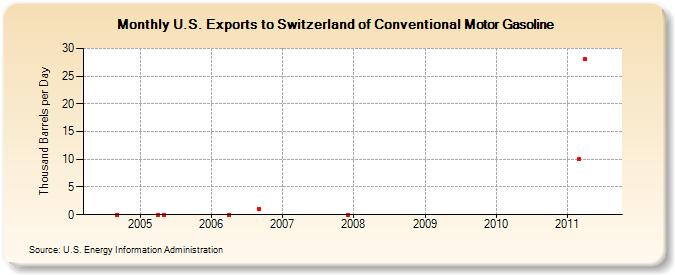 Monthly U.S. Exports to Switzerland of Conventional Motor Gasoline
Thousand Barrels per Day
30
25
20
15
10
5
0
2005 2006 2007 2008 2009 2010 2011
Source: U.S. Energy Information Administration